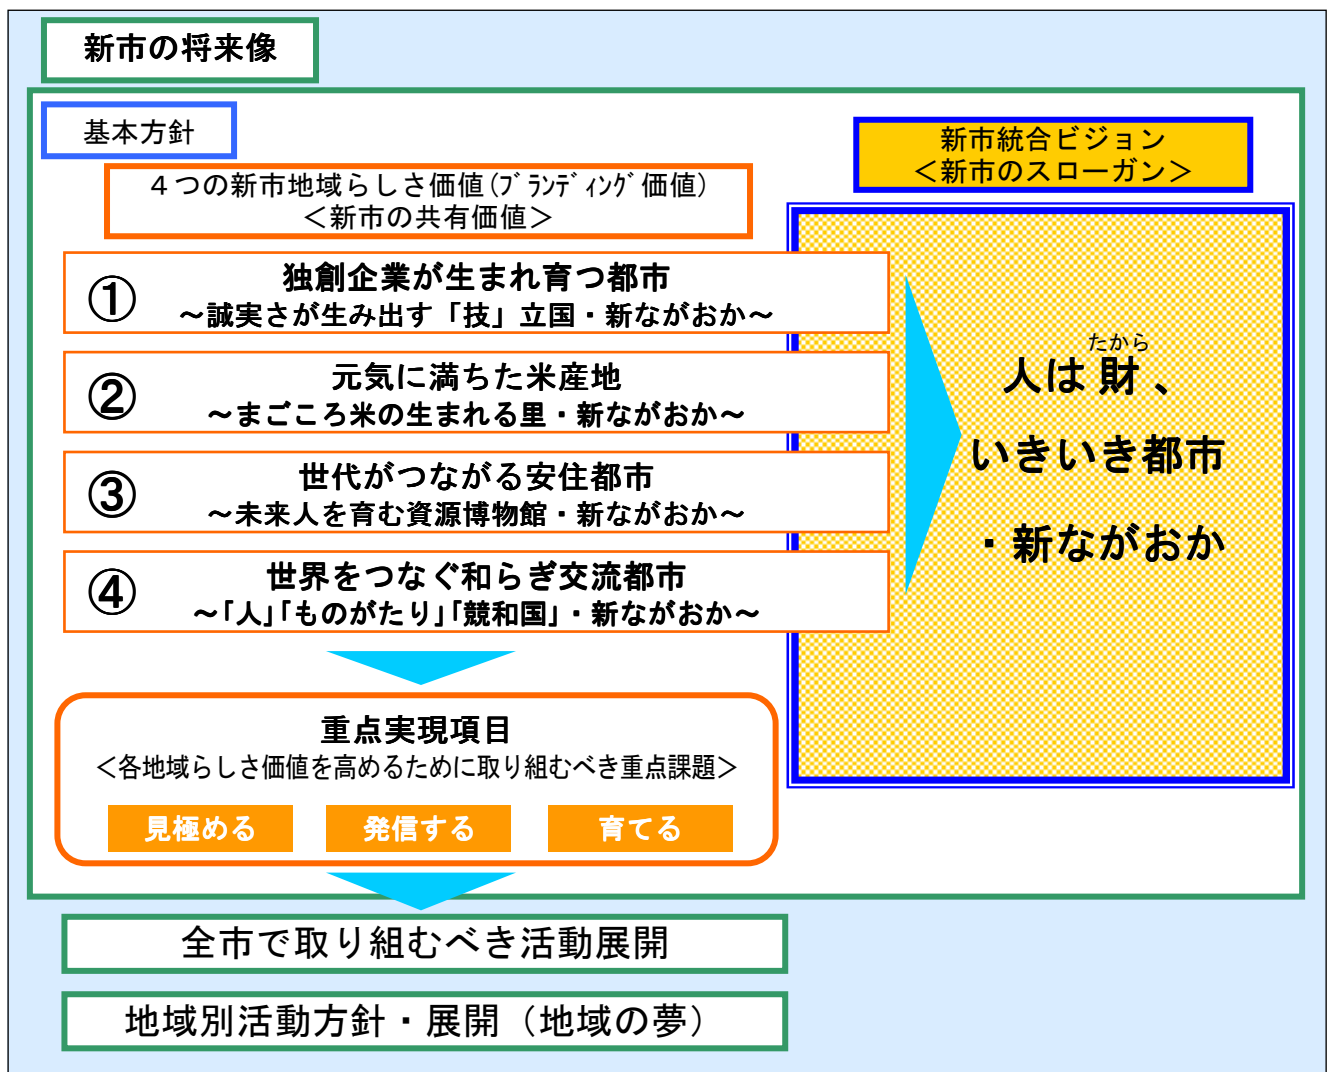 新市の将来像
基本方針
４つの新市地域らしさ価値(ﾌﾞﾗﾝﾃﾞｨﾝｸﾞ価値)
＜新市の共有価値＞
新市統合ビジョン
＜新市のスローガン＞
①
独創企業が生まれ育つ都市
～誠実さが生み出す「技」立国・新ながおか～
②
元気に満ちた米産地
～まごころ米の生まれる里・新ながおか～
③
世代がつながる安住都市
～未来人を育む資源博物館・新ながおか～
④
世界をつなぐ和らぎ交流都市
～｢人｣｢ものがたり｣｢競和国｣・新ながおか～
たから
人は財、
いきいき都市
・新ながおか
重点実現項目
＜各地域らしさ価値を高めるために取り組むべき重点課題＞
見極める
発信する
育てる
全市で取り組むべき活動展開
地域別活動方針・展開（地域の夢）